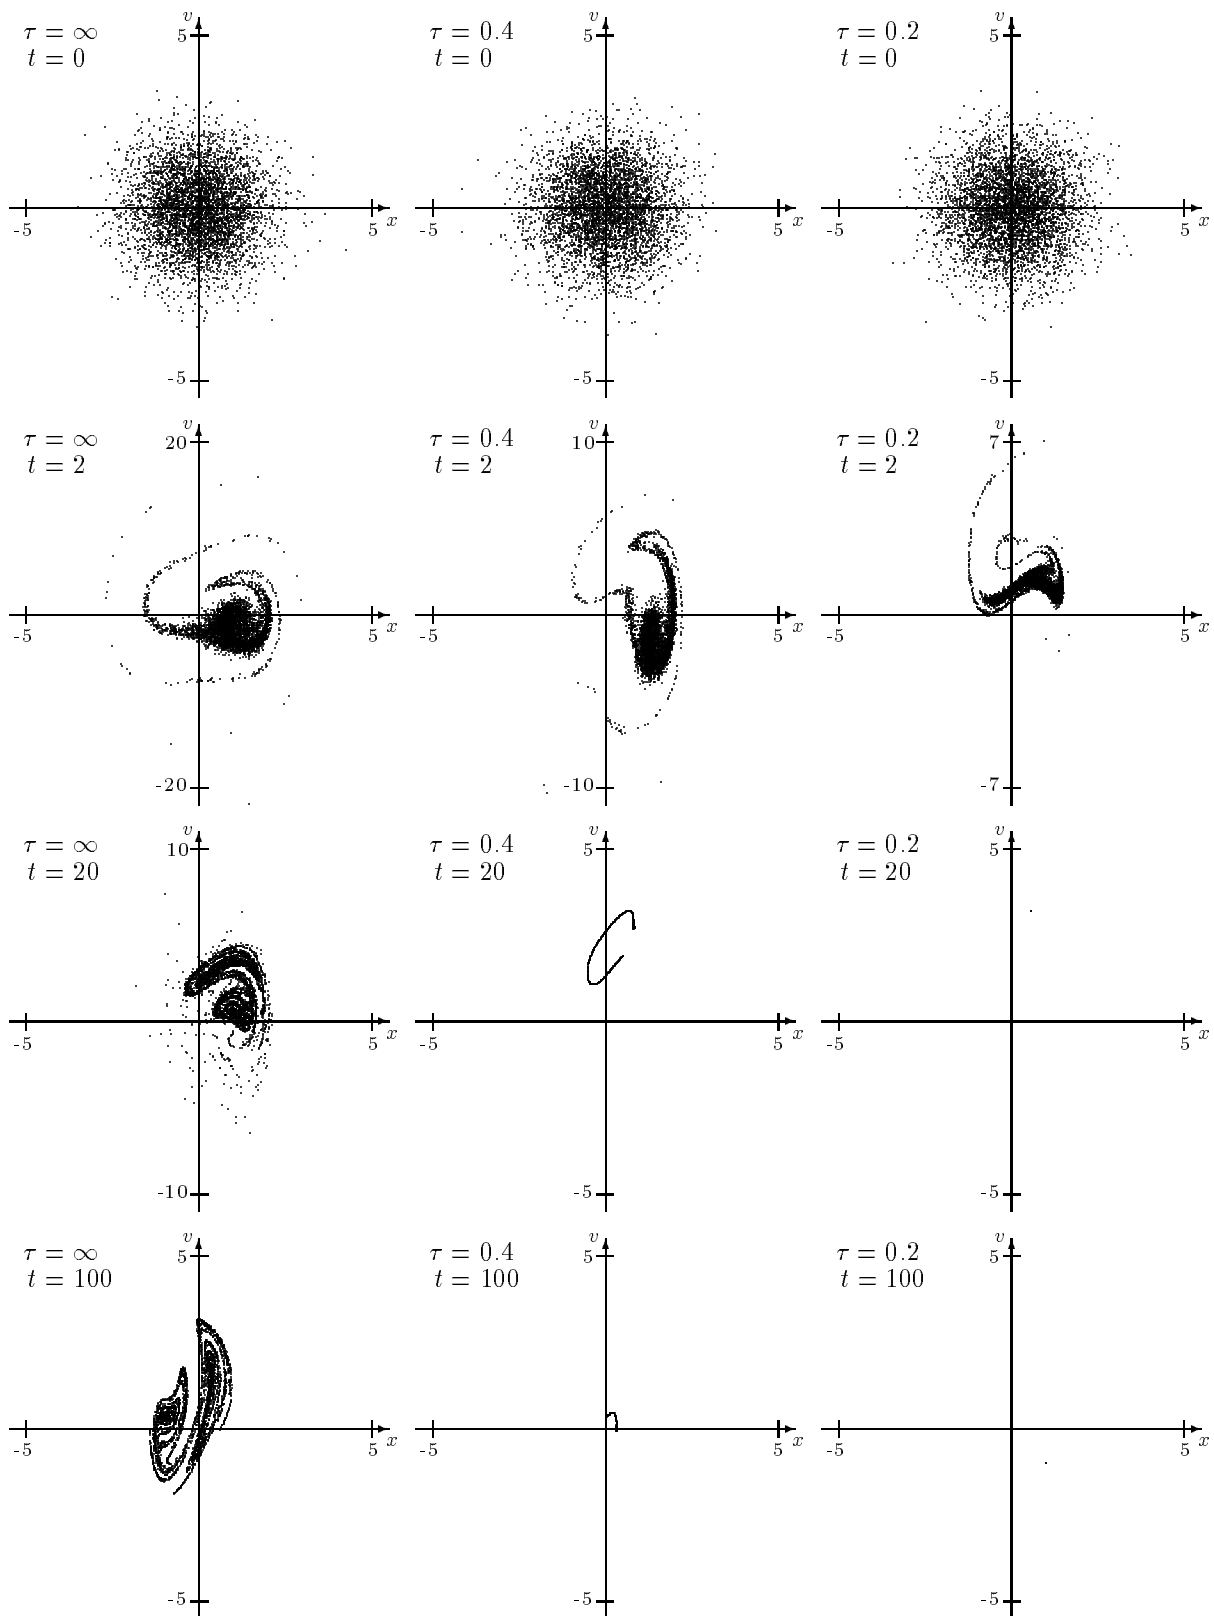 v v v
τ = ∞ 5 τ = 0.4 5 τ = 0.2 5
t = 0 t = 0 t = 0
-5 5 x -5 5 x -5 5 x
-5 -5 -5
v v v
τ = ∞ 20 τ = 0.4 10 τ = 0.2 7
t = 2 t = 2 t = 2
-5 5 x -5 5 x -5 5 x
-20 -10 -7
v v v
τ = ∞ 10 τ = 0.4 5 τ = 0.2 5
t = 20 t = 20 t = 20
-5 5 x -5 5 x -5 5 x
-10 -5 -5
v v v
τ = ∞ 5 τ = 0.4 5 τ = 0.2 5
t = 100 t = 100 t = 100
-5 5 x -5 5 x -5 5 x
-5 -5 -5